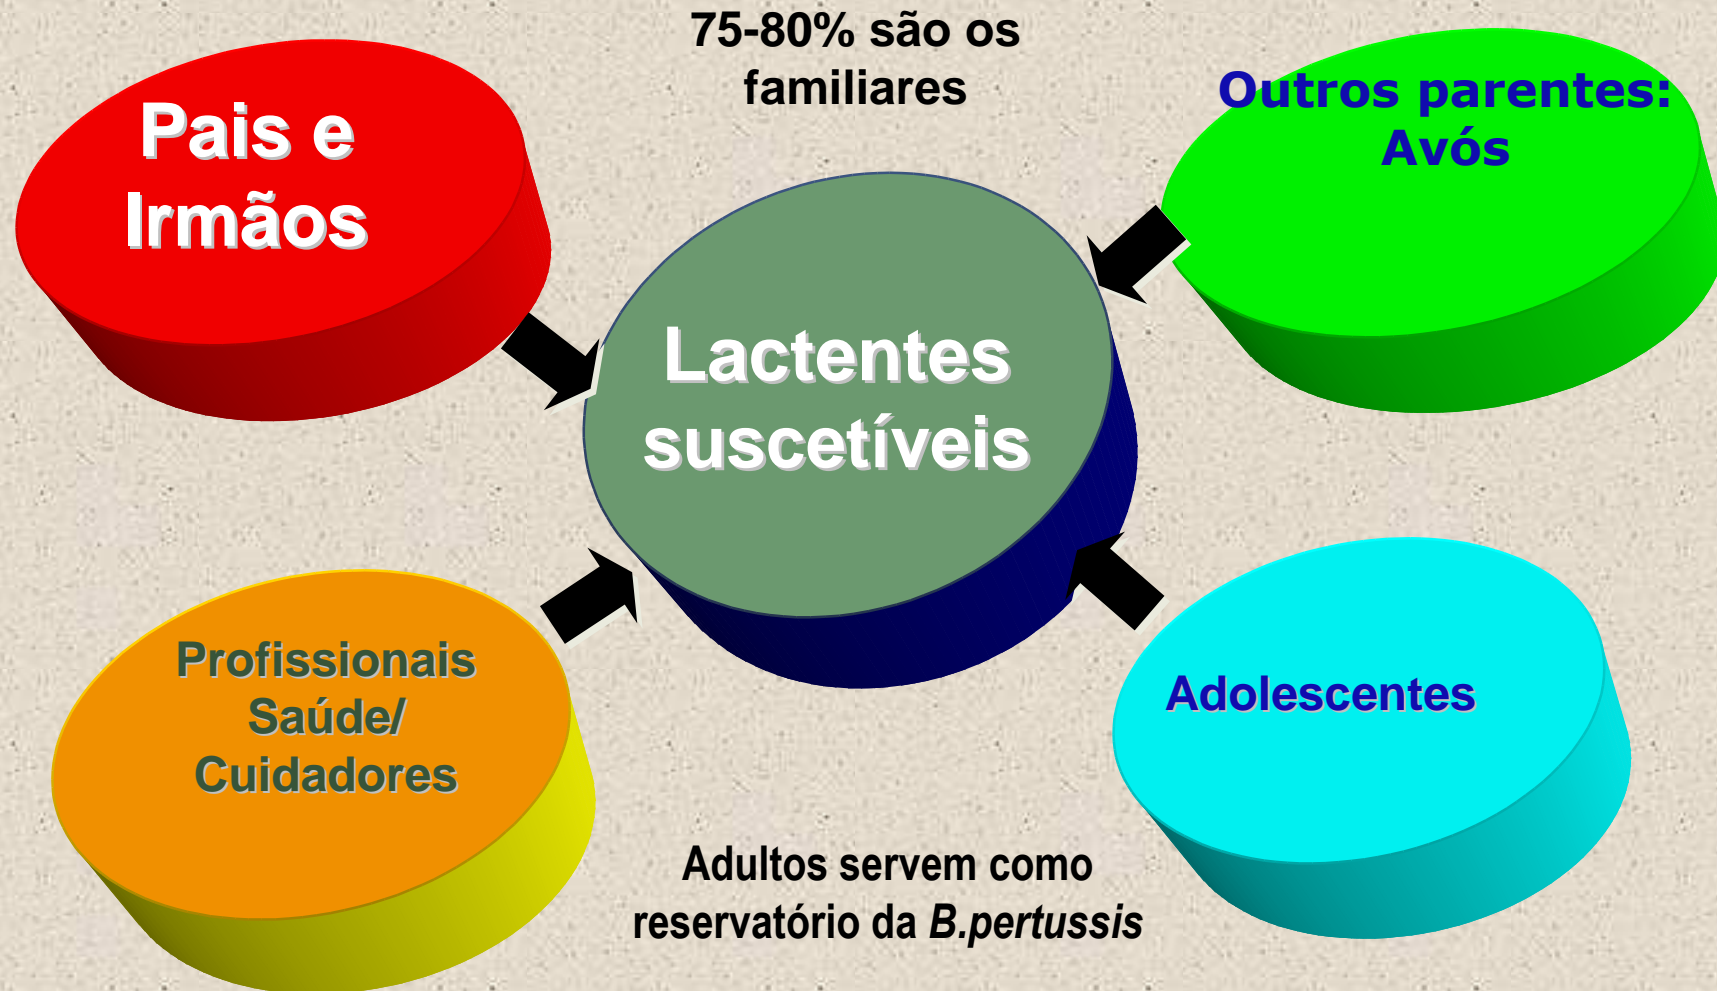 75-80% são os
familiares
Pais e
Irmãos
Outros parentes:
Avós
Lactentes
suscetíveis
Profissionais
Saúde/
Cuidadores
Adolescentes
Adultos servem como
reservatório da B.pertussis